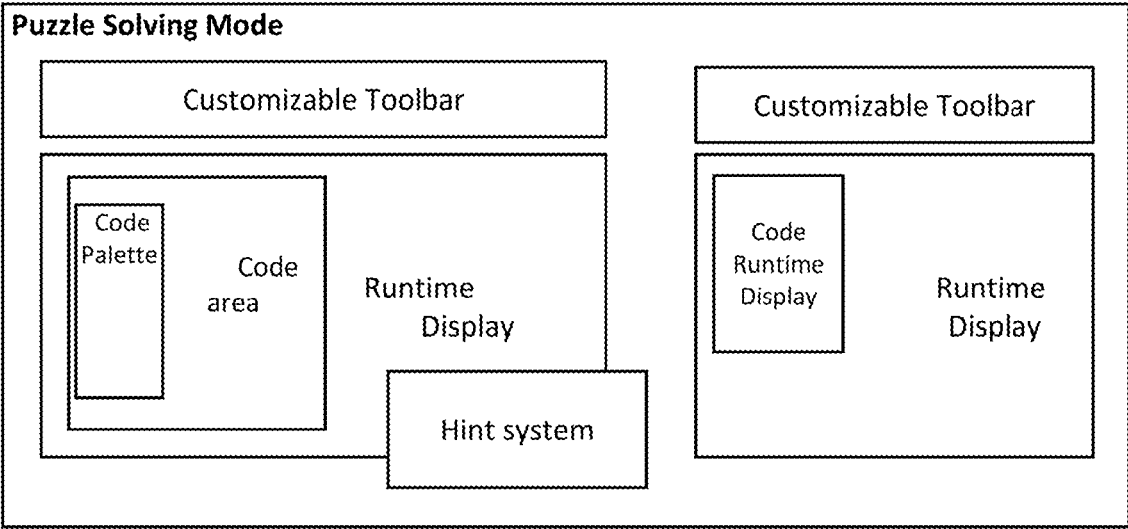 Puzzle Solving Mode
Customizable Toolbar
Code
Palette
Code
area
Runtime
Display
Hint system
Customizable Toolbar
Code
Runtime
Display
Runtime
Display